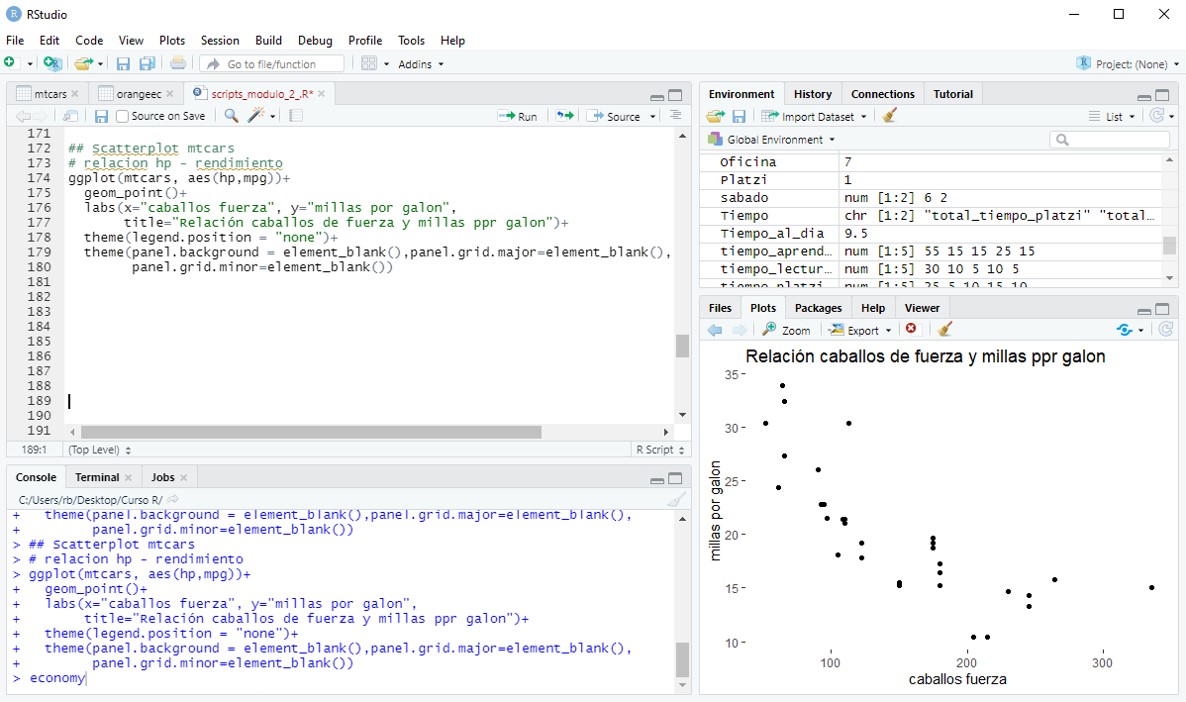 RStudio
File Edit Code View Plots Session Build Debug Profile Tools Help
Go to file/function Addins Project: (None)
mtcars orangeec scripts_modulo_2_.R*
Source on Save Run Source
171
172 ## Scatterplot mtcars
173 # relacion hp - rendimiento
174 ggplot(mtcars, aes(hp,mpg))+
175 geom_point()+
176 labs(x="caballos fuerza", y="millas por galon",
177 title="Relación caballos de fuerza y millas ppr galon")+
178 theme(legend.position = "none")+
179 theme(panel.background = element_blank(),panel.grid.major=element_blank(),
180 panel.grid.minor=element_blank())
181
182
183
184
185
186
187
188
189
190
191
189:1 (Top Level) R Script
Console Terminal Jobs
C:/Users/rb/Desktop/Curso R/
+ theme(panel.background = element_blank(),panel.grid.major=element_blank(),
+ panel.grid.minor=element_blank())
> ## Scatterplot mtcars
> # relacion hp - rendimiento
> ggplot(mtcars, aes(hp,mpg))+
+ geom_point()+
+ labs(x="caballos fuerza", y="millas por galon",
+ title="Relación caballos de fuerza y millas ppr galon")+
+ theme(legend.position = "none")+
+ theme(panel.background = element_blank(),panel.grid.major=element_blank(),
+ panel.grid.minor=element_blank())
> economy
Environment History Connections Tutorial
Import Dataset List
Global Environment
Oficina 7
Platzi 1
sabado num [1:2] 6 2
Tiempo chr [1:2] "total_tiempo_platzi" "total…
Tiempo_al_dia 9.5
tiempo_aprend… num [1:5] 55 15 15 25 15
tiempo_lectur… num [1:5] 30 10 5 10 5
tiempo_platzi num [1:5] 25 5 10 15 10
Files Plots Packages Help Viewer
Zoom Export
Relación caballos de fuerza y millas ppr galon
35
30
25
20
15
10
millas por galon
100 200 300
caballos fuerza